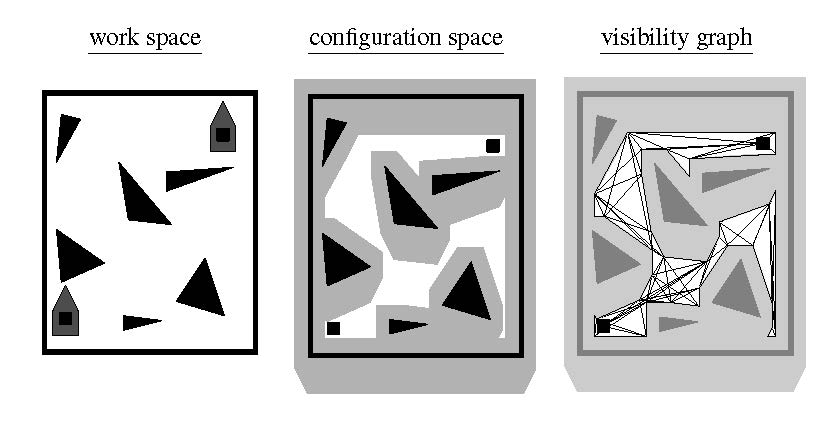 work space
configuration space
visibility graph